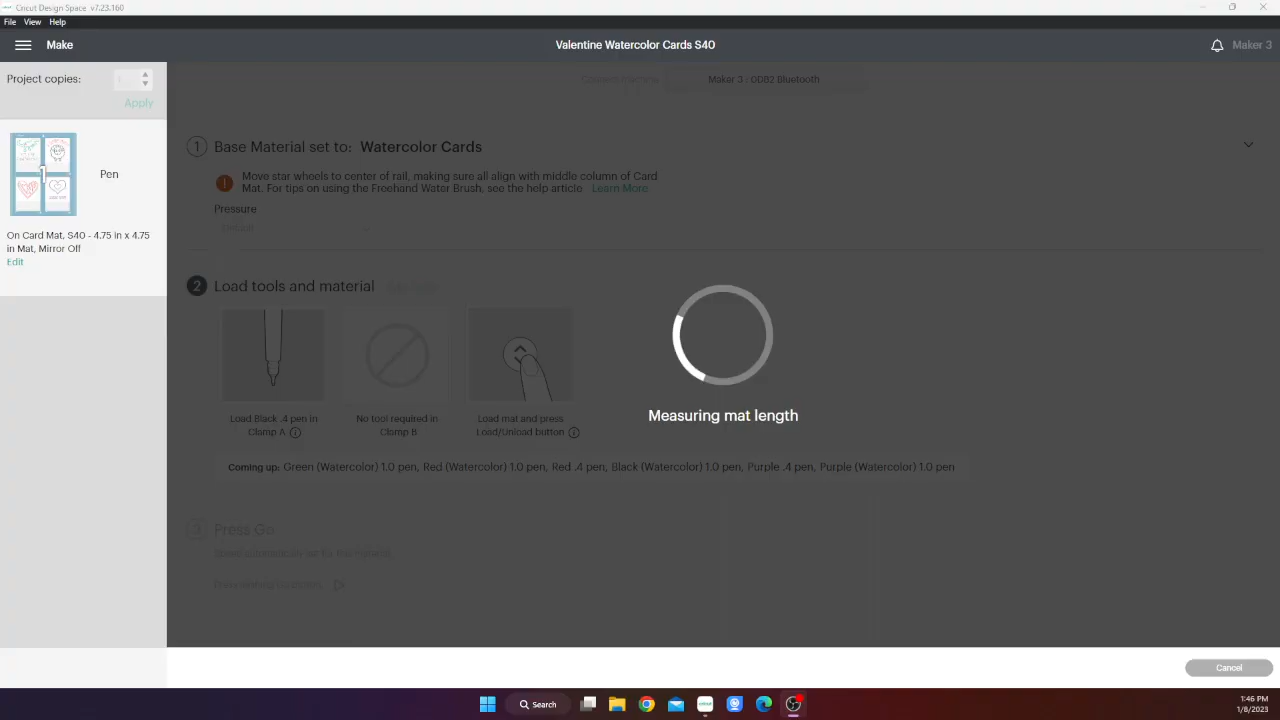 Cricut Design Space v7.23.160
File View Help
Make
Valentine Watercolor Cards S40
Maker 3
Project copies:
Apply
Maker 3 : ODB2 Bluetooth
1 Base Material set to: Watercolor Cards
Pen
Move star wheels to center of rail, making sure all align with middle column of Card
Mat. For tips on using the Freehand Water Brush, see the help article Learn More
Pressure
Default
On Card Mat, S40 - 4.75 in x 4.75
in Mat, Mirror Off
Edit
2 Load tools and material
Load Black .4 pen in
Clamp A
No tool required in
Clamp B
Load mat and press
Load/Unload button
Measuring mat length
Coming up: Green (Watercolor) 1.0 pen, Red (Watercolor) 1.0 pen, Red .4 pen, Black (Watercolor) 1.0 pen, Purple .4 pen, Purple (Watercolor) 1.0 pen
3 Press Go
Cancel
Search
1:46 PM
1/8/2023